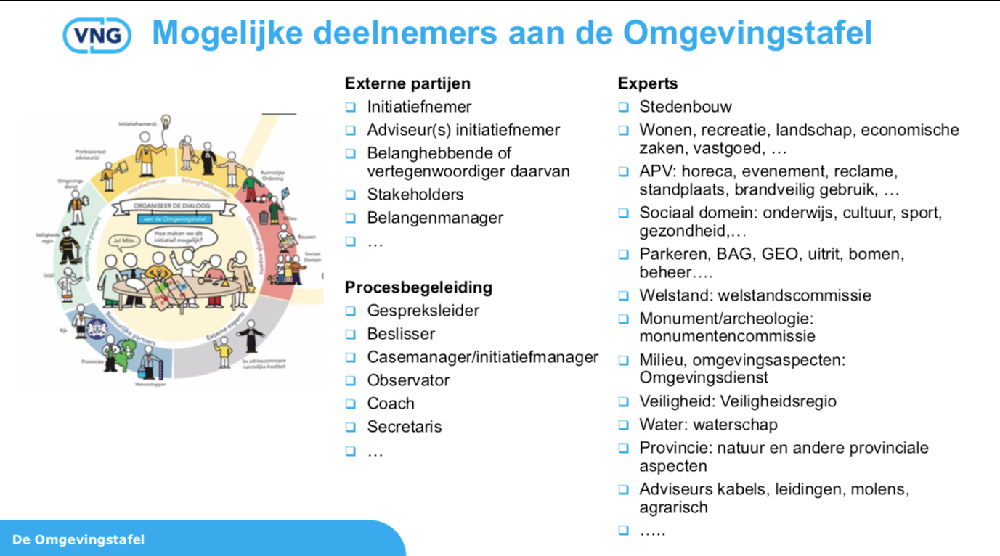 VNG
Mogelijke deelnemers aan de Omgevingstafel
Initiatiefnemer(s)
Professioneel
adviseur(s)
Omgevings-
dienst
Veiligheids
regio
GGD
Rijk
Provincies
Waterschappen
bv adviescommissie
ruimtelijke kwaliteit
Sociaal
Domein
Bouwen
Milieu
Ruimtelijke
Ordening
Initiatiefnemer
Belanghebbenden
Gemeentelijke partners
Gemeentelijk experts
Bestuurlijke partners
Externe experts
ORGANISEER DE DIALOOG
aan de Omgevingstafel
Ja! Mits...
Hoe maken we dit
initiatief mogelijk?
Externe partijen
❑ Initiatiefnemer
❑ Adviseur(s) initiatiefnemer
❑ Belanghebbende of
vertegenwoordiger daarvan
❑ Stakeholders
❑ Belangenmanager
❑ …
Procesbegeleiding
❑ Gespreksleider
❑ Beslisser
❑ Casemanager/initiatiefmanager
❑ Observator
❑ Coach
❑ Secretaris
❑ …
Experts
❑ Stedenbouw
❑ Wonen, recreatie, landschap, economische
zaken, vastgoed, …
❑ APV: horeca, evenement, reclame,
standplaats, brandveilig gebruik, …
❑ Sociaal domein: onderwijs, cultuur, sport,
gezondheid,…
❑ Parkeren, BAG, GEO, uitrit, bomen,
beheer….
❑ Welstand: welstandscommissie
❑ Monument/archeologie:
monumentencommissie
❑ Milieu, omgevingsaspecten:
Omgevingsdienst
❑ Veiligheid: Veiligheidsregio
❑ Water: waterschap
❑ Provincie: natuur en andere provinciale
aspecten
❑ Adviseurs kabels, leidingen, molens,
agrarisch
❑ …..
De Omgevingstafel